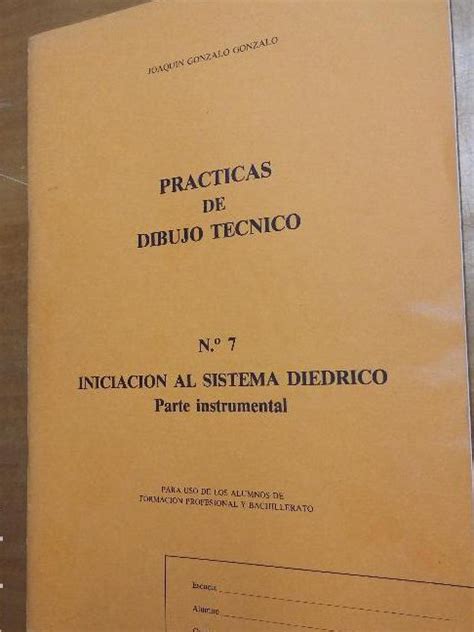 JOAQUIN GONZALO GONZALO
PRACTICAS
DE
DIBUJO TECNICO
N.º 7
INICIACION AL SISTEMA DIEDRICO
Parte instrumental
PARA USO DE LOS ALUMNOS DE
FORMACION PROFESIONAL Y BACHILLERATO
Escuela
Alumno